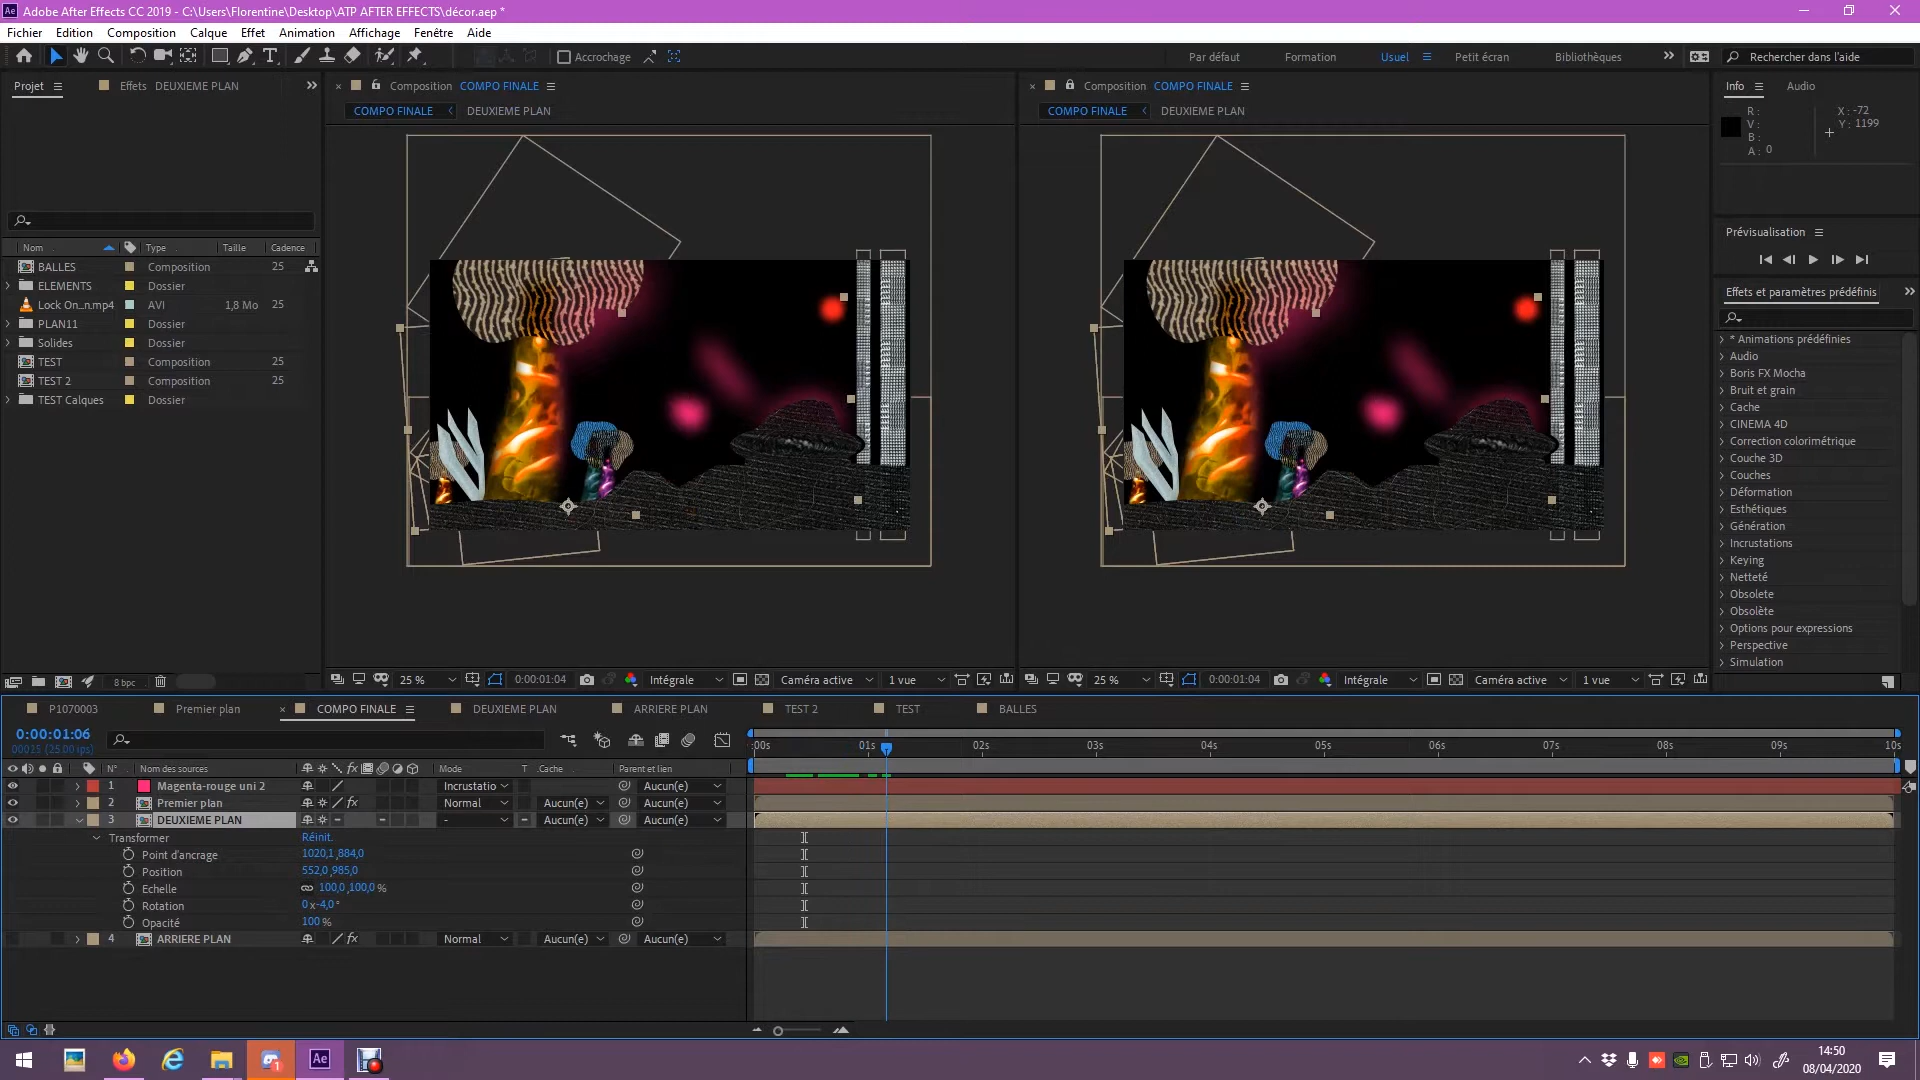 Ae Adobe After Effects CC 2019 - C:\Users\Florentine\Desktop\ATP AFTER EFFECTS\décor.aep *
Fichier Edition Composition Calque Effet Animation Affichage Fenêtre Aide
Accrochage Par défaut Formation Usuel Petit écran Bibliothèques Rechercher dans l'aide
Projet Effets DEUXIEME PLAN
Composition COMPO FINALE
COMPO FINALE DEUXIEME PLAN
Composition COMPO FINALE
COMPO FINALE DEUXIEME PLAN
Info Audio
R :
V :
B :
A : 0
X : -72
Y : 1199
Prévisualisation
Effets et paramètres prédéfinis
* Animations prédéfinies
Audio
Boris FX Mocha
Bruit et grain
Cache
CINEMA 4D
Correction colorimétrique
Couche 3D
Couches
Déformation
Esthétiques
Génération
Incrustations
Keying
Netteté
Obsolete
Obsolète
Options pour expressions
Perspective
Simulation
Nom Type Taille Cadence
BALLES Composition 25
ELEMENTS Dossier
Lock On...n.mp4 AVI 1,8 Mo 25
PLAN11 Dossier
Solides Dossier
TEST Composition 25
TEST 2 Composition 25
TEST Calques Dossier
8 bpc
25 % 0:00:01:04 Intégrale Caméra active 1 vue
25 % 0:00:01:04 Intégrale Caméra active 1 vue
P1070003 Premier plan COMPO FINALE DEUXIEME PLAN ARRIERE PLAN TEST 2 TEST BALLES
0:00:01:06
:00s 01s 02s 03s 04s 05s 06s 07s 08s 09s 10s
N° Nom des sources fx Mode T .Cache Parent et lien
1 Magenta-rouge uni 2 Incrustatio Aucun(e)
2 Premier plan fx Normal Aucun(e) Aucun(e)
3 DEUXIEME PLAN - Aucun(e) Aucun(e)
Transformer Réinit.
Point d'ancrage 1020,1 ,884,0
Position 552,0 ,985,0
Echelle 100,0 ,100,0 %
Rotation 0 x -4,0 °
Opacité 100 %
4 ARRIERE PLAN fx Normal Aucun(e) Aucun(e)
Ae
1
14:50
08/04/2020